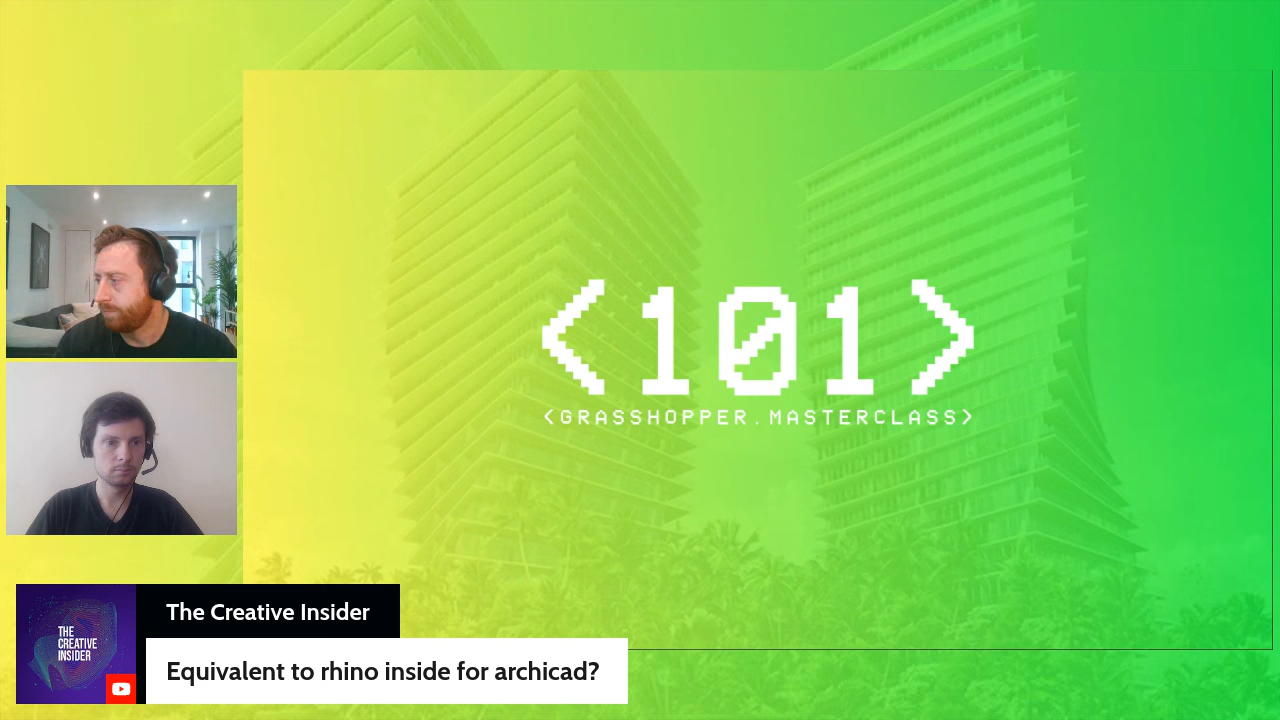 <101>
<GRASSHOPPER.MASTERCLASS>
THE
CREATIVE
INSIDER
The Creative Insider
Equivalent to rhino inside for archicad?